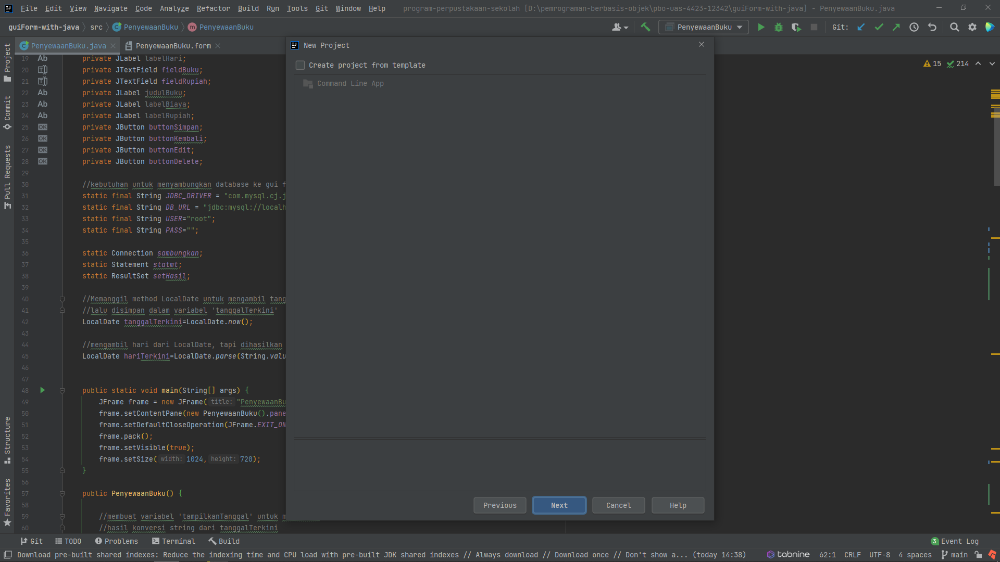 File Edit View Navigate Code Analyze Refactor Build Run Tools Git Window Help program-perpustakaan-sekolah [D:\pemrograman-berbasis-objek\pbo-uas-4423-12342\guiForm-with-java] - PenyewaanBuku.java
guiForm-with-java src PenyewaanBuku m PenyewaanBuku PenyewaanBuku Git:
PenyewaanBuku.java PenyewaanBuku.form
Project
Commit
Pull Requests
Structure
Favorites
19 Ab private JLabel labelHari;
20 private JTextField fieldBuku;
21 private JTextField fieldRupiah;
22 Ab private JLabel judulBuku;
23 Ab private JLabel labelBiaya;
24 Ab private JLabel labelRupiah;
25 OK private JButton buttonSimpan;
26 OK private JButton buttonKembali;
27 OK private JButton buttonEdit;
28 OK private JButton buttonDelete;
29
30 //kebutuhan untuk menyambungkan database ke gui f
31 static final String JDBC_DRIVER = "com.mysql.cj.j
32 static final String DB_URL = "jdbc:mysql://localh
33 static final String USER="root";
34 static final String PASS="";
35
36 static Connection sambungkan;
37 static Statement statmt;
38 static ResultSet setHasil;
39
40 //Memanggil method LocalDate untuk mengambil tang
41 //lalu disimpan dalam variabel 'tanggalTerkini'
42 LocalDate tanggalTerkini=LocalDate.now();
43
44 //mengambil hari dari LocalDate, tapi dihasilkan
45 LocalDate hariTerkini=LocalDate.parse(String.valu
46
47
48 public static void main(String[] args) {
49 JFrame frame = new JFrame( title: "PenyewaanBu
50 frame.setContentPane(new PenyewaanBuku().pane
51 frame.setDefaultCloseOperation(JFrame.EXIT_ON
52 frame.pack();
53 frame.setVisible(true);
54 frame.setSize( width: 1024, height: 720);
55 }
56
57 public PenyewaanBuku() {
58
59 //membuat variabel 'tampilkanTanggal' untuk m
60 //hasil konversi string dari tanggalTerkini
15 214
New Project
Create project from template
Command Line App
Previous Next Cancel Help
Git TODO Problems Terminal Build 3 Event Log
Download pre-built shared indexes: Reduce the indexing time and CPU load with pre-built JDK shared indexes // Always download // Download once // Don't show a... (today 14:38) tabnine 62:1 CRLF UTF-8 4 spaces main